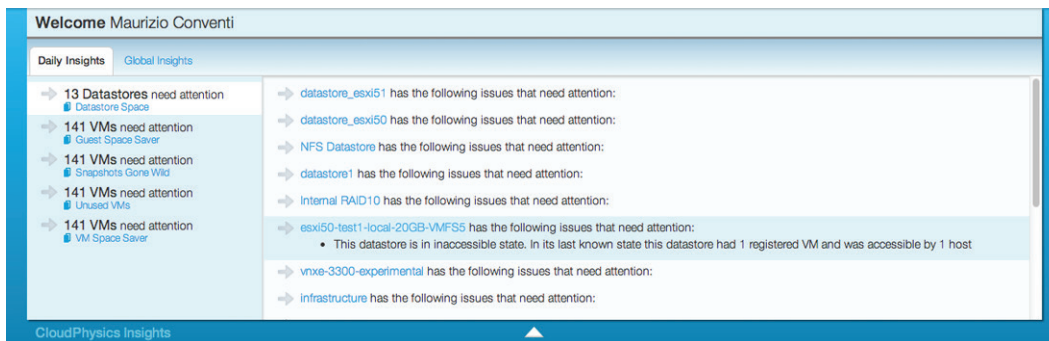 Welcome Maurizio Conventi
Daily Insights Global Insights
13 Datastores need attention
Datastore Space
141 VMs need attention
Guest Space Saver
141 VMs need attention
Snapshots Gone Wild
141 VMs need attention
Unused VMs
141 VMs need attention
VM Space Saver
datastore_esxi51 has the following issues that need attention:
datastore_esxi50 has the following issues that need attention:
NFS Datastore has the following issues that need attention:
datastore1 has the following issues that need attention:
Internal RAID10 has the following issues that need attention:
esxi50-test1-local-20GB-VMFS5 has the following issues that need attention:
• This datastore is in inaccessible state. In its last known state this datastore had 1 registered VM and was accessible by 1 host
vnxe-3300-experimental has the following issues that need attention:
infrastructure has the following issues that need attention:
CloudPhysics Insights